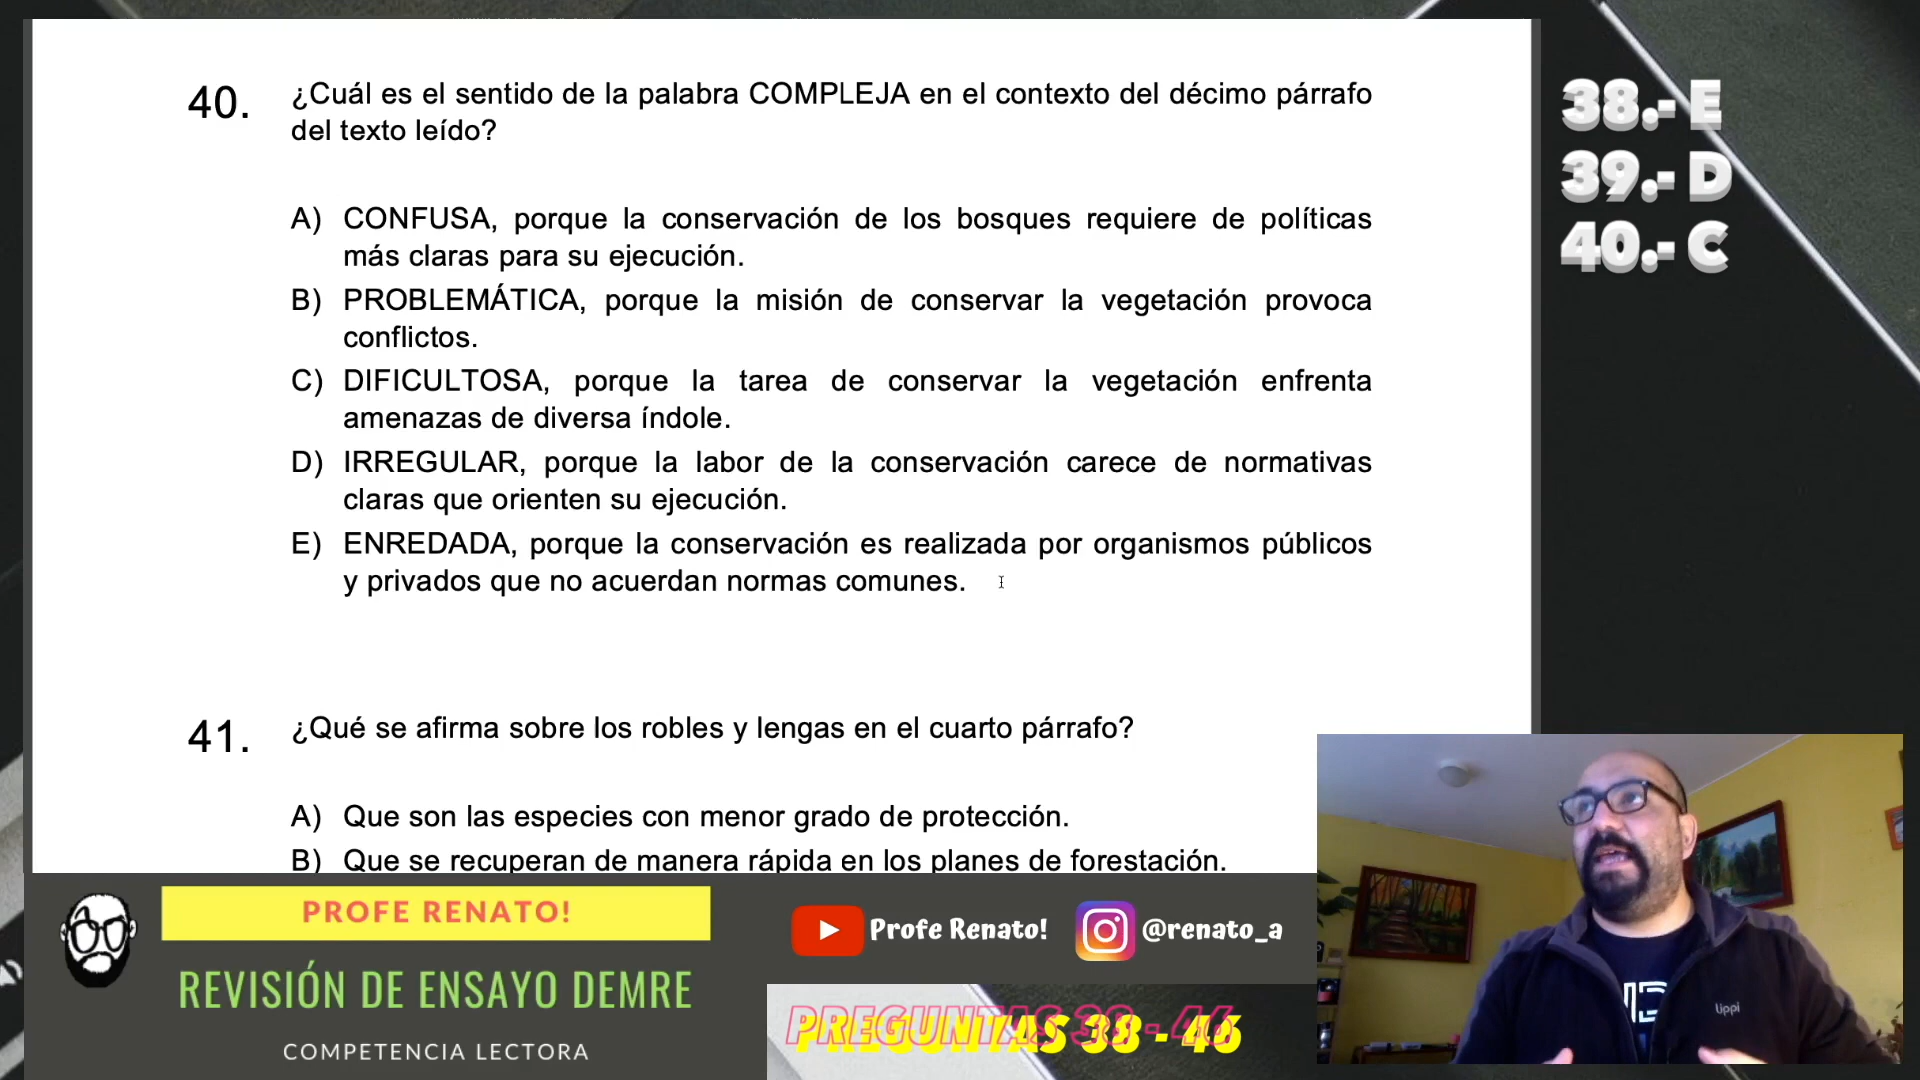 40. ¿Cuál es el sentido de la palabra COMPLEJA en el contexto del décimo párrafo
del texto leído?
A) CONFUSA, porque la conservación de los bosques requiere de políticas
más claras para su ejecución.
B) PROBLEMÁTICA, porque la misión de conservar la vegetación provoca
conflictos.
C) DIFICULTOSA, porque la tarea de conservar la vegetación enfrenta
amenazas de diversa índole.
D) IRREGULAR, porque la labor de la conservación carece de normativas
claras que orienten su ejecución.
E) ENREDADA, porque la conservación es realizada por organismos públicos
y privados que no acuerdan normas comunes.
41. ¿Qué se afirma sobre los robles y lengas en el cuarto párrafo?
A) Que son las especies con menor grado de protección.
B) Que se recuperan de manera rápida en los planes de forestación.
38.- E
39.- D
40.- C
PROFE RENATO!
REVISIÓN DE ENSAYO DEMRE
COMPETENCIA LECTORA
Profe Renato!
@renato_a
PREGUNTAS 38 - 46
lippi